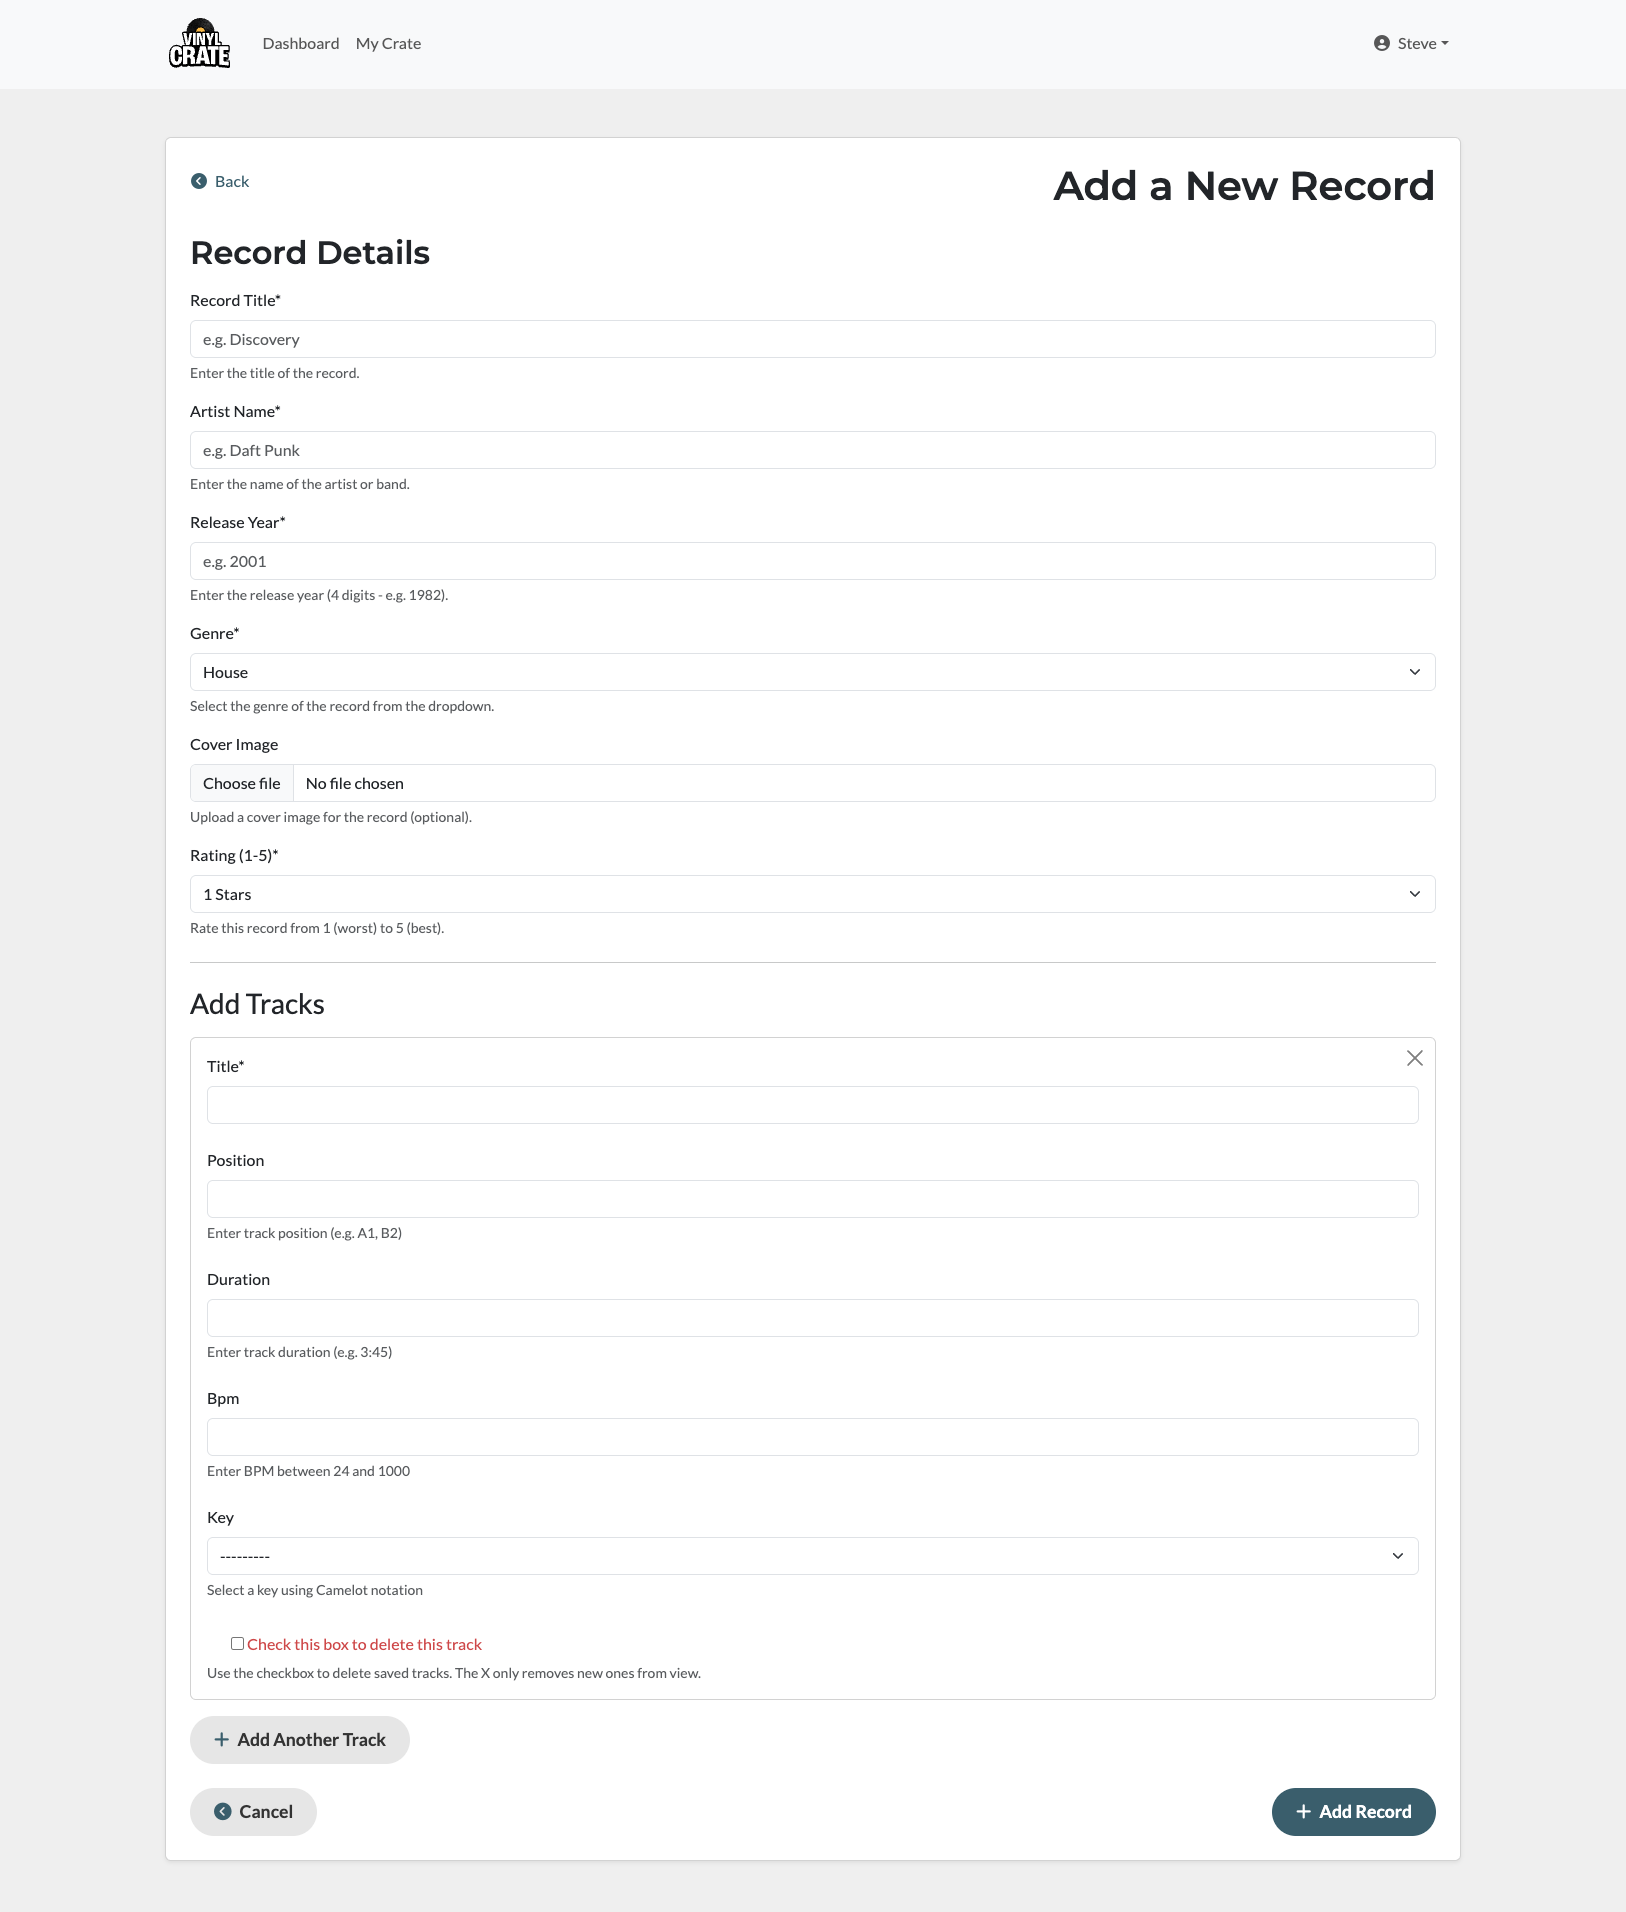 VINYL
CRATE
Dashboard
My Crate
Steve
Back
Add a New Record
Record Details
Record Title*
e.g. Discovery
Enter the title of the record.
Artist Name*
e.g. Daft Punk
Enter the name of the artist or band.
Release Year*
e.g. 2001
Enter the release year (4 digits - e.g. 1982).
Genre*
House
Select the genre of the record from the dropdown.
Cover Image
Choose file No file chosen
Upload a cover image for the record (optional).
Rating (1-5)*
1 Stars
Rate this record from 1 (worst) to 5 (best).
Add Tracks
Title*
Position
Enter track position (e.g. A1, B2)
Duration
Enter track duration (e.g. 3:45)
Bpm
Enter BPM between 24 and 1000
Key
---------
Select a key using Camelot notation
Check this box to delete this track
Use the checkbox to delete saved tracks. The X only removes new ones from view.
Add Another Track
Cancel
Add Record